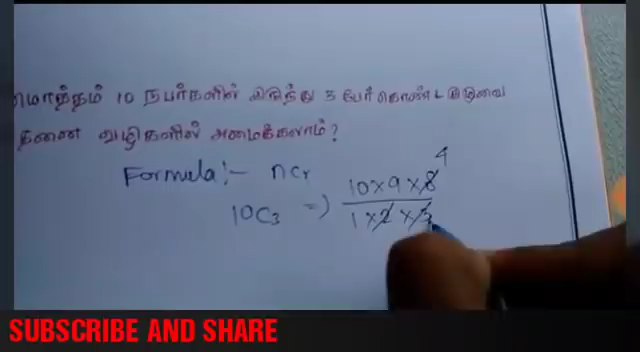 மொத்தம் 10 நபர்களில் இருந்து 3 பேர் கொண்ட குழுவை
தனை வழிகளில் அமைக்கலாம்?
Formula :- ncr
10C3 => 10×9×8 4
1×2×3
SUBSCRIBE AND SHARE